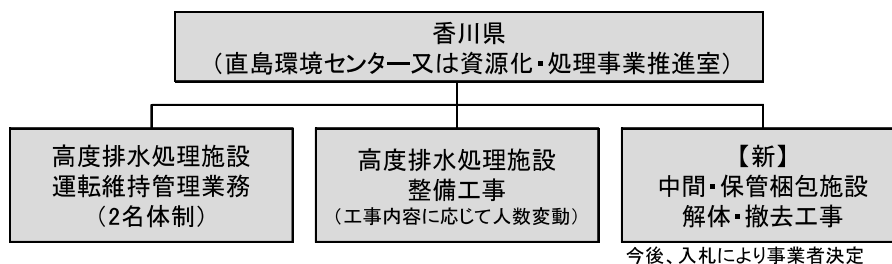 香川県
（直島環境センター又は資源化・処理事業推進室）
高度排水処理施設
運転維持管理業務
（2名体制）
高度排水処理施設
整備工事
（工事内容に応じて人数変動）
【新】
中間・保管梱包施設
解体・撤去工事
今後、入札により事業者決定